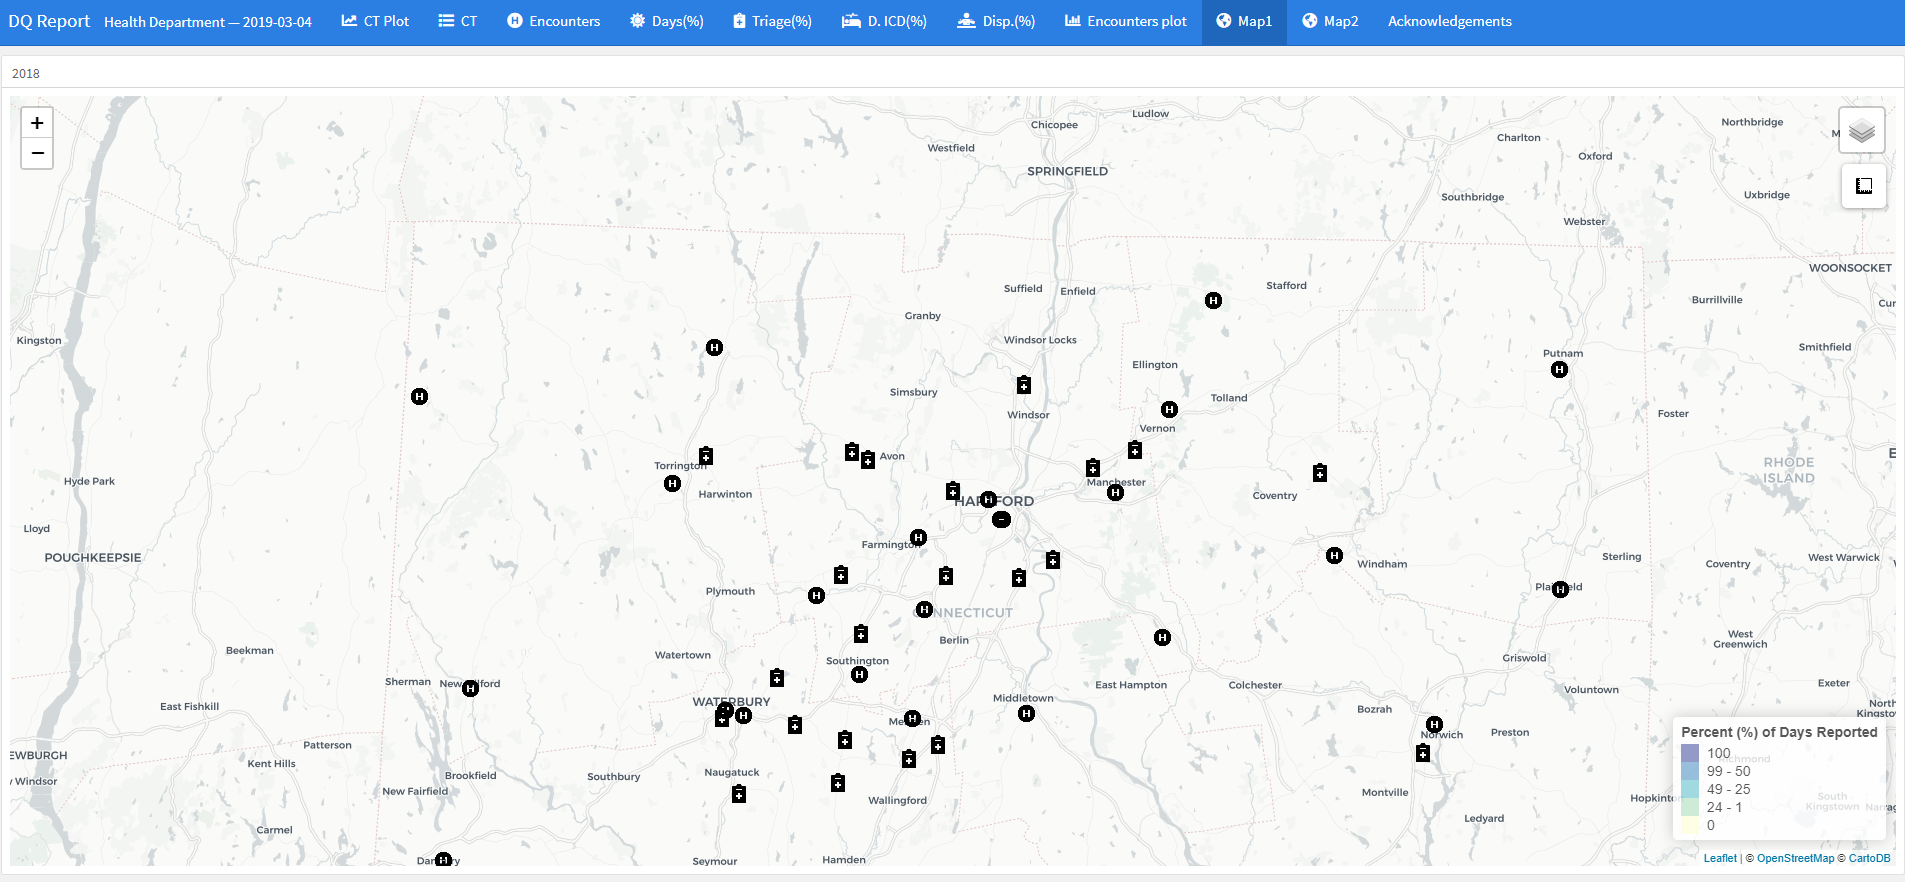 DQ Report Health Department — 2019-03-04 CT Plot CT Encounters Days(%) Triage(%) D. ICD(%) Disp.(%) Encounters plot Map1 Map2 Acknowledgements
2018
+
−
Northbridge
Ludlow
Chicopee
Charlton
Westfield
Oxford
SPRINGFIELD
Southbridge
Uxbridge
Webster
WOONSOCKET
Suffield
Enfield
Stafford
Burrillville
Granby
Kingston
Windsor Locks
Smithfield
Putnam
Ellington
Simsbury
Tolland
Windsor
Foster
Vernon
Avon
Torrington
RHODE
ISLAND
Hyde Park
Manchester
Harwinton
Coventry
HARTFORD
Lloyd
Farmington
POUGHKEEPSIE
Sterling
West Warwick
Windham
Coventry
Plymouth
Plainfield
CONNECTICUT
Berlin
West
Greenwich
Beekman
Watertown
Southington
Griswold
Sherman
New Milford
East Hampton
Colchester
Voluntown
Exeter
WATERBURY
Middletown
East Fishkill
Bozrah
Meriden
Norwich
Preston
Patterson
EWBURGH
Kent Hills
Naugatuck
Brookfield
Southbury
Windsor
New Fairfield
Montville
Wallingford
Hopkinto
Ledyard
Carmel
Danbury
Seymour
Hamden
Percent (%) of Days Reported
100
99 - 50
49 - 25
24 - 1
0
Richmond
South
Kingstown
Leaflet | © OpenStreetMap © CartoDB